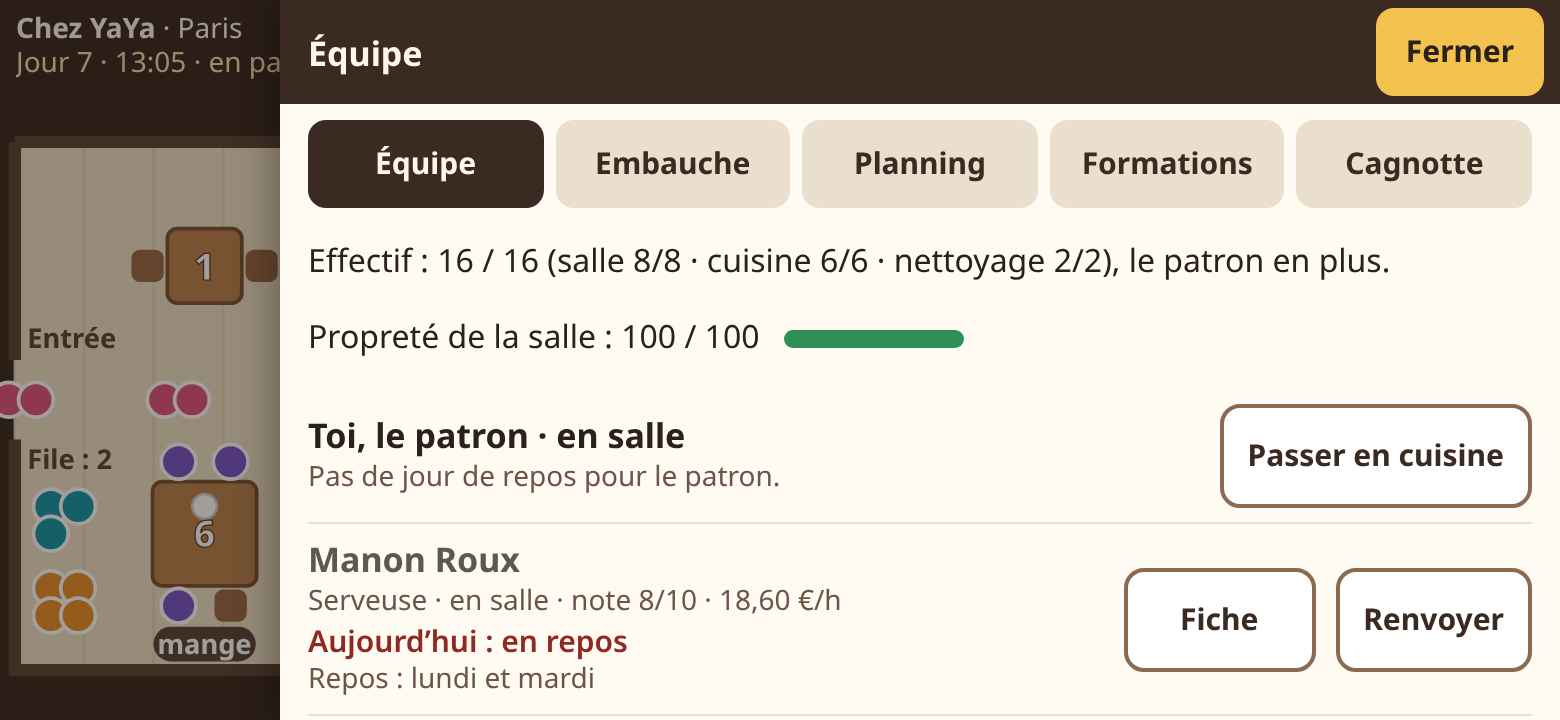 Chez YaYa · Paris
Jour 7 · 13:05 · en pa
Équipe
Fermer
Équipe
Embauche
Planning
Formations
Cagnotte
Effectif : 16 / 16 (salle 8/8 · cuisine 6/6 · nettoyage 2/2), le patron en plus.
Propreté de la salle : 100 / 100
Toi, le patron · en salle
Pas de jour de repos pour le patron.
Passer en cuisine
Manon Roux
Serveuse · en salle · note 8/10 · 18,60 €/h
Aujourd’hui : en repos
Repos : lundi et mardi
Fiche
Renvoyer
1
Entrée
File : 2
6
mange